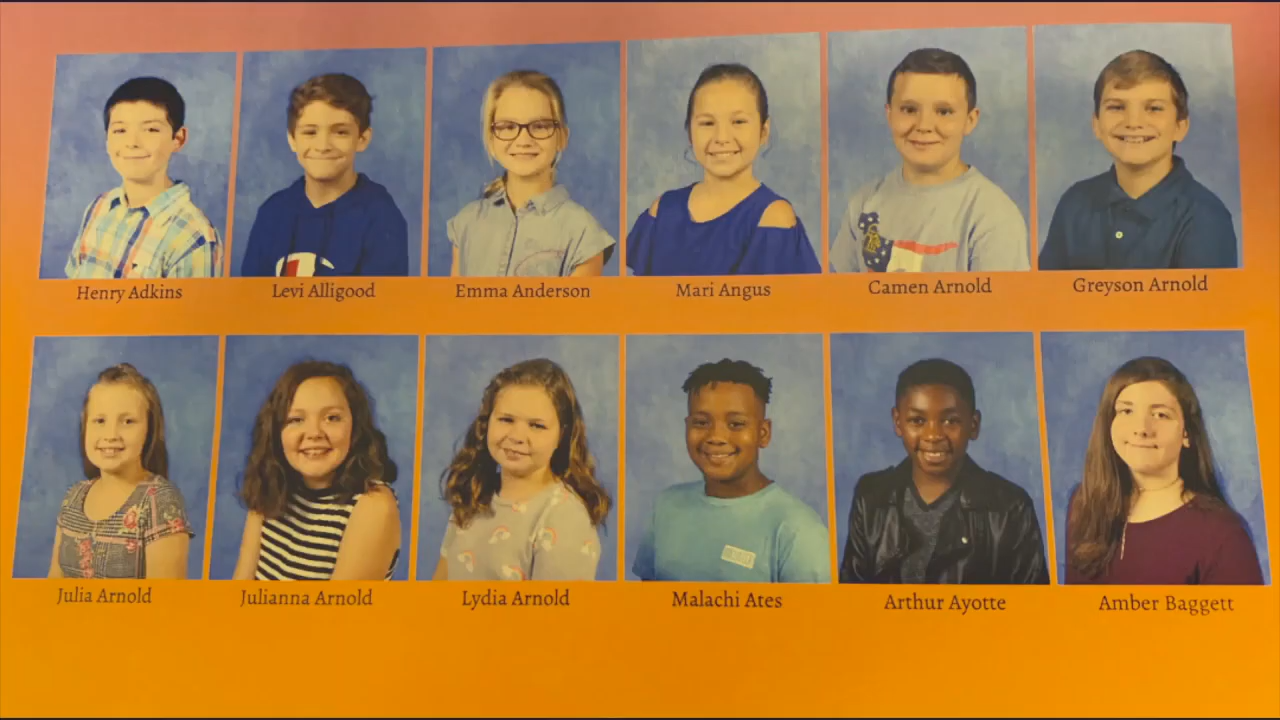 Henry Adkins
Levi Alligood
Emma Anderson
Mari Angus
Camen Arnold
Greyson Arnold
Julia Arnold
Julianna Arnold
Lydia Arnold
Malachi Ates
Arthur Ayotte
Amber Baggett